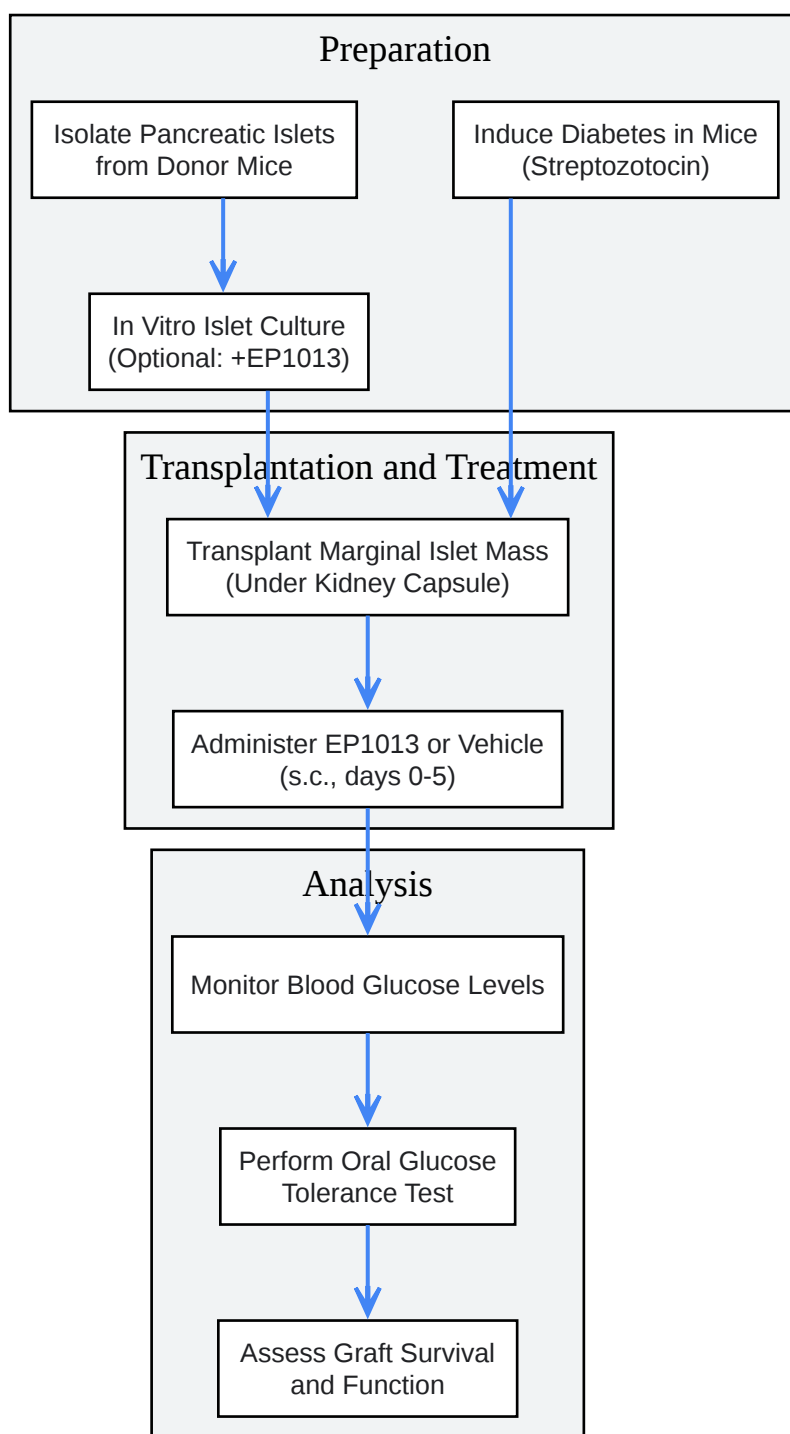 Preparation
Isolate Pancreatic Islets
from Donor Mice
Induce Diabetes in Mice
(Streptozotocin)
In Vitro Islet Culture
(Optional: +EP1013)
Transplantation and Treatment
Transplant Marginal Islet Mass
(Under Kidney Capsule)
Administer EP1013 or Vehicle
(s.c., days 0-5)
Analysis
Monitor Blood Glucose Levels
Perform Oral Glucose
Tolerance Test
Assess Graft Survival
and Function